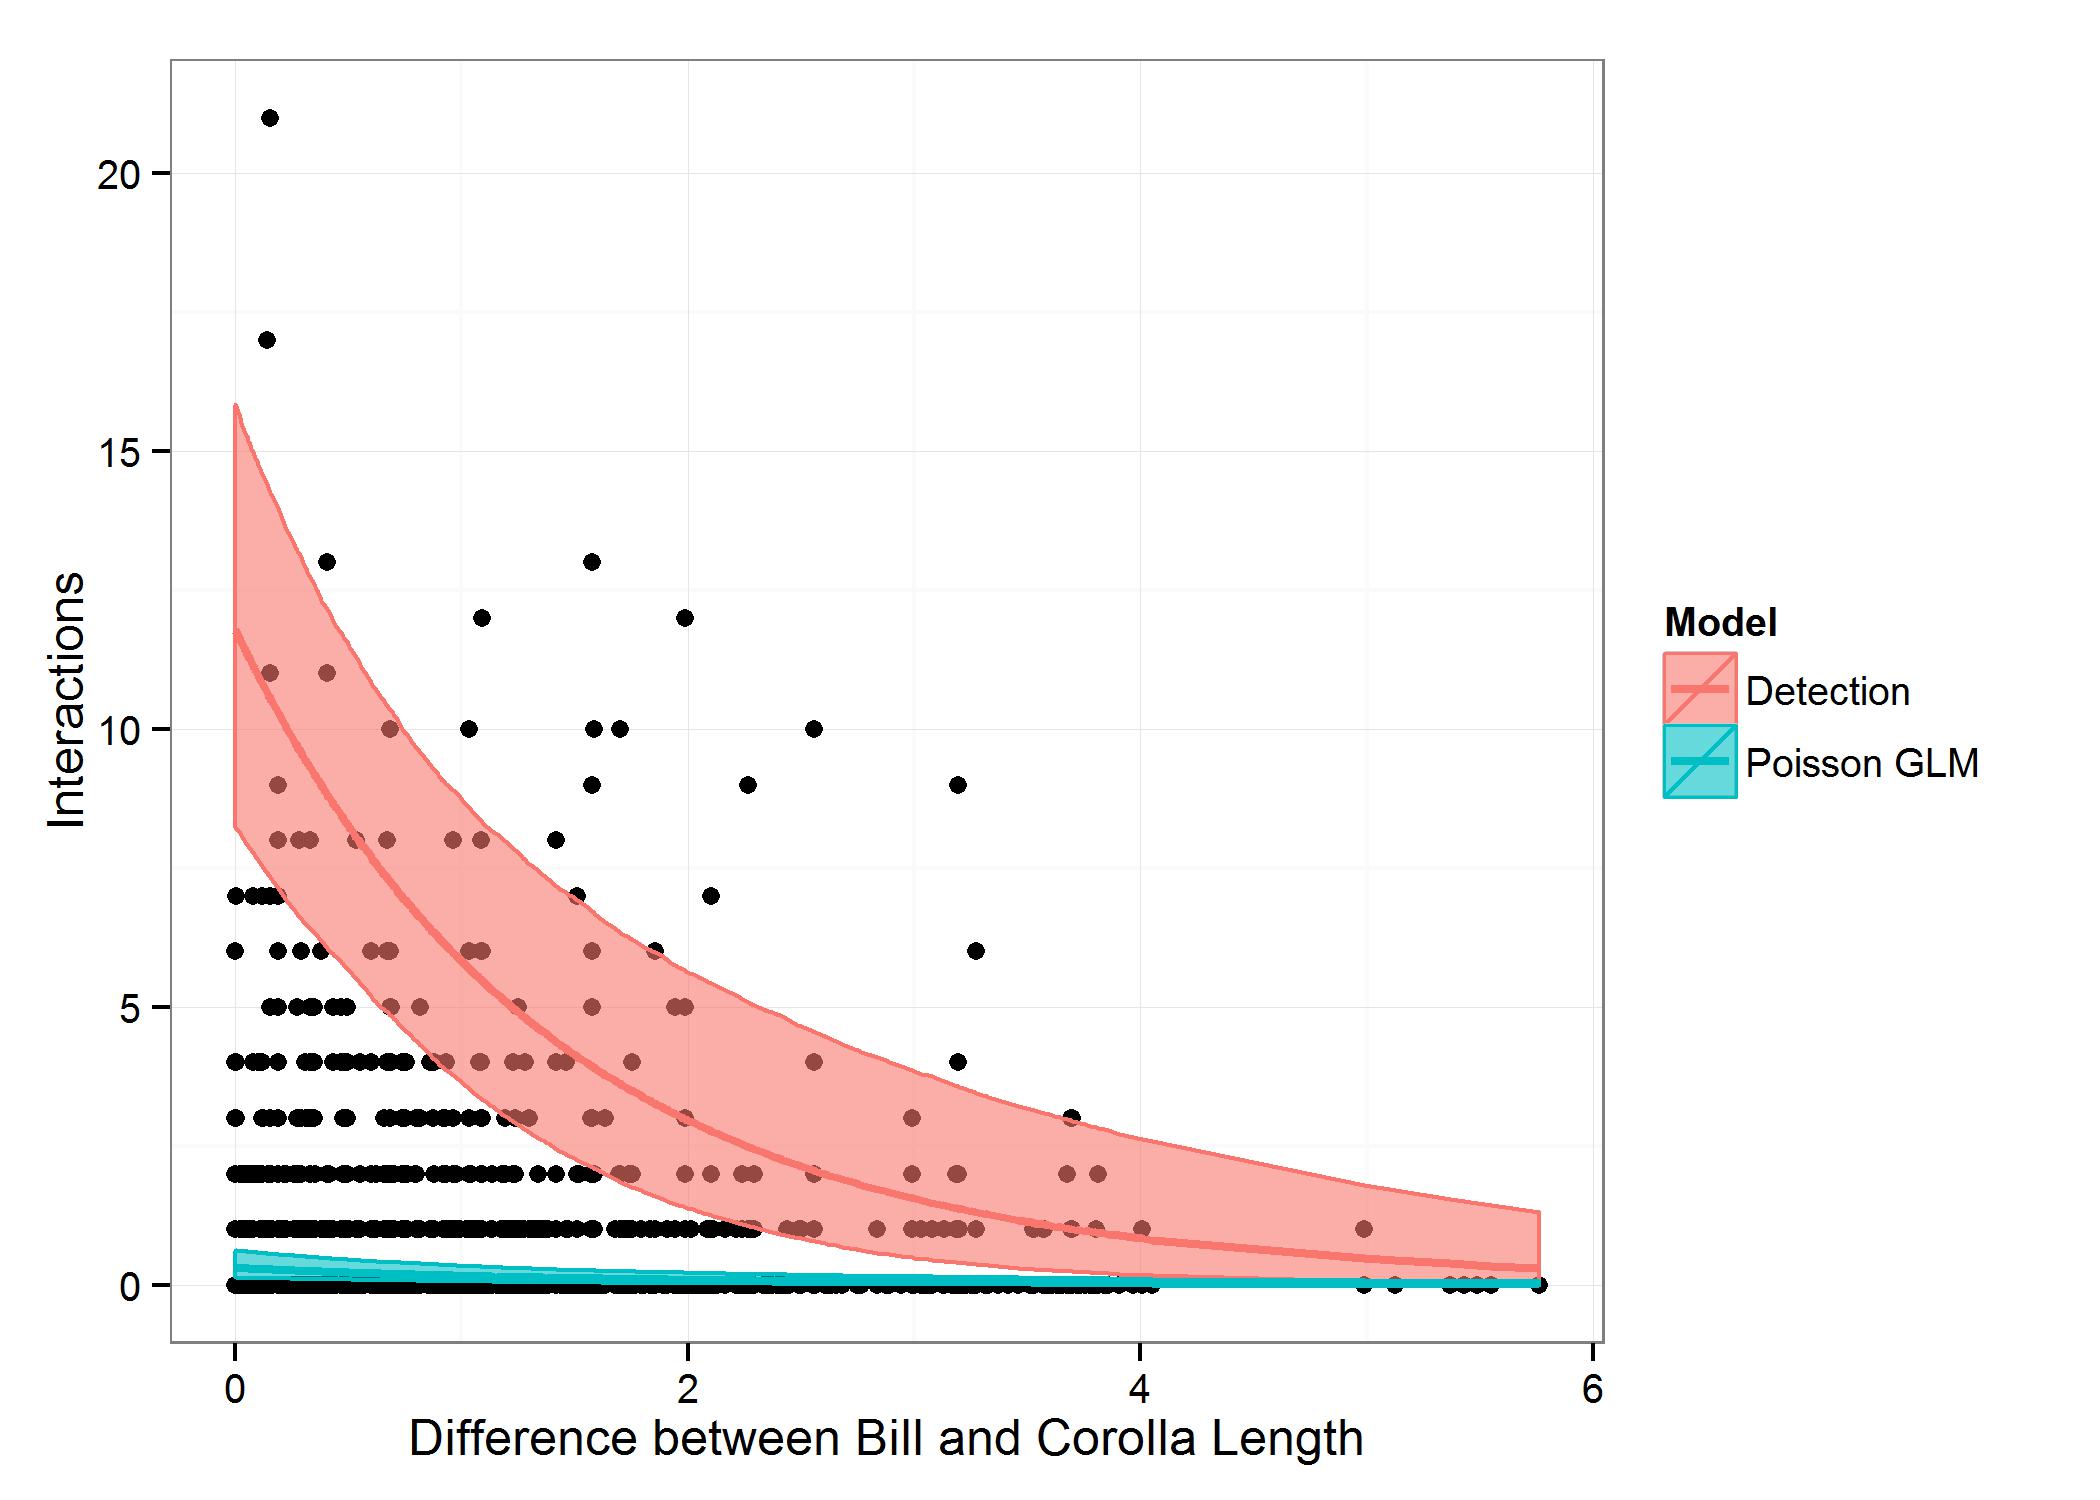 20
15
10
5
0
0 2 4 6
Difference between Bill and Corolla Length
Interactions
Model
Detection
Poisson GLM